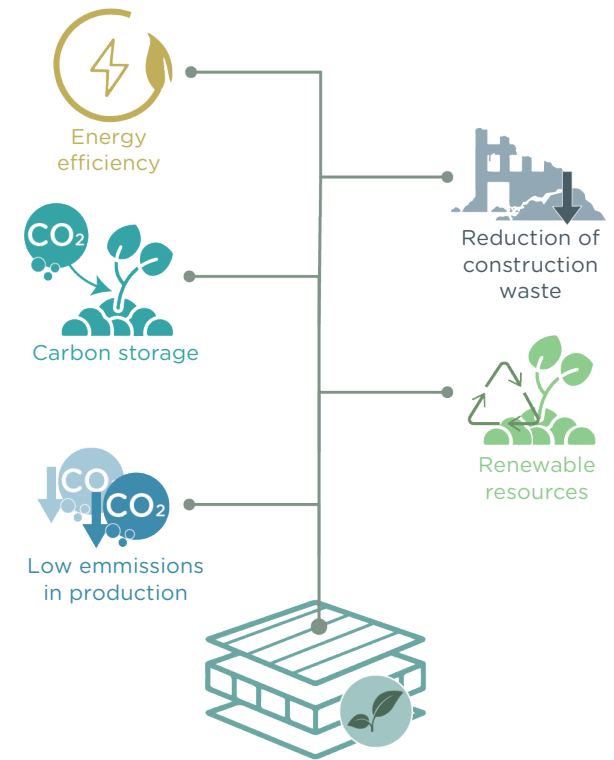 Energy
efficiency
Reduction of
construction
waste
CO₂
Carbon storage
Renewable
resources
CO
CO₂
Low emmissions
in production